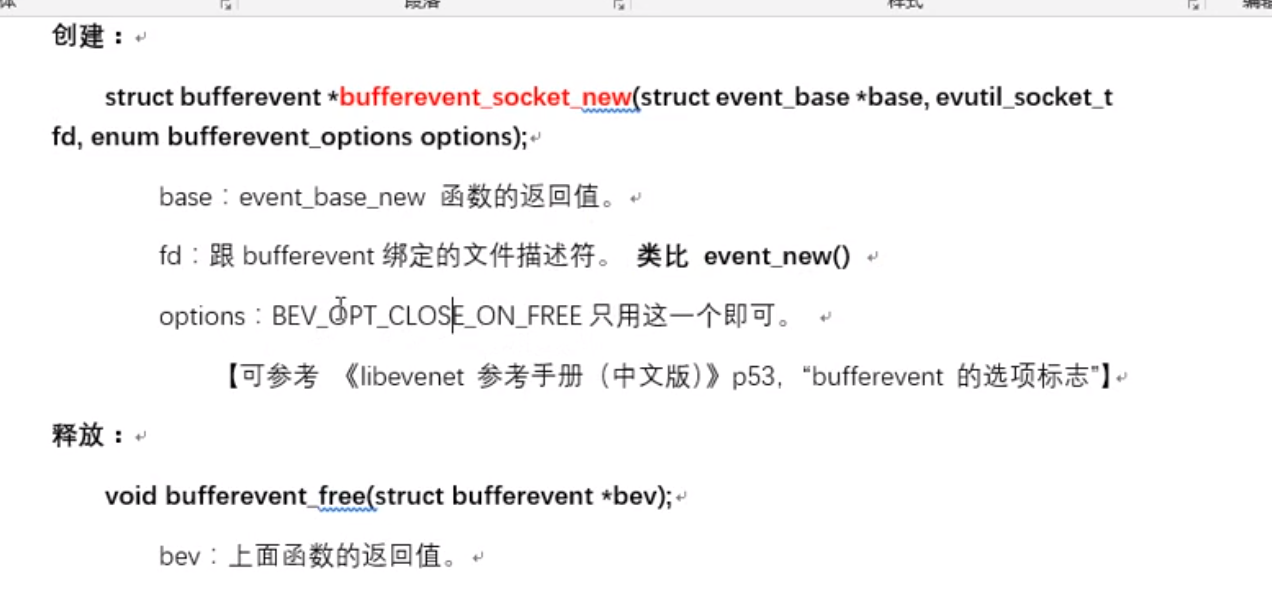 段落
样式
创建：
struct bufferevent *bufferevent_socket_new(struct event_base *base, evutil_socket_t
fd, enum bufferevent_options options);
base：event_base_new 函数的返回值。
fd：跟 bufferevent 绑定的文件描述符。 类比 event_new()
options：BEV_OPT_CLOSE_ON_FREE 只用这一个即可。
【可参考 《libevenet 参考手册（中文版）》p53，“bufferevent 的选项标志”】
释放：
void bufferevent_free(struct bufferevent *bev);
bev：上面函数的返回值。